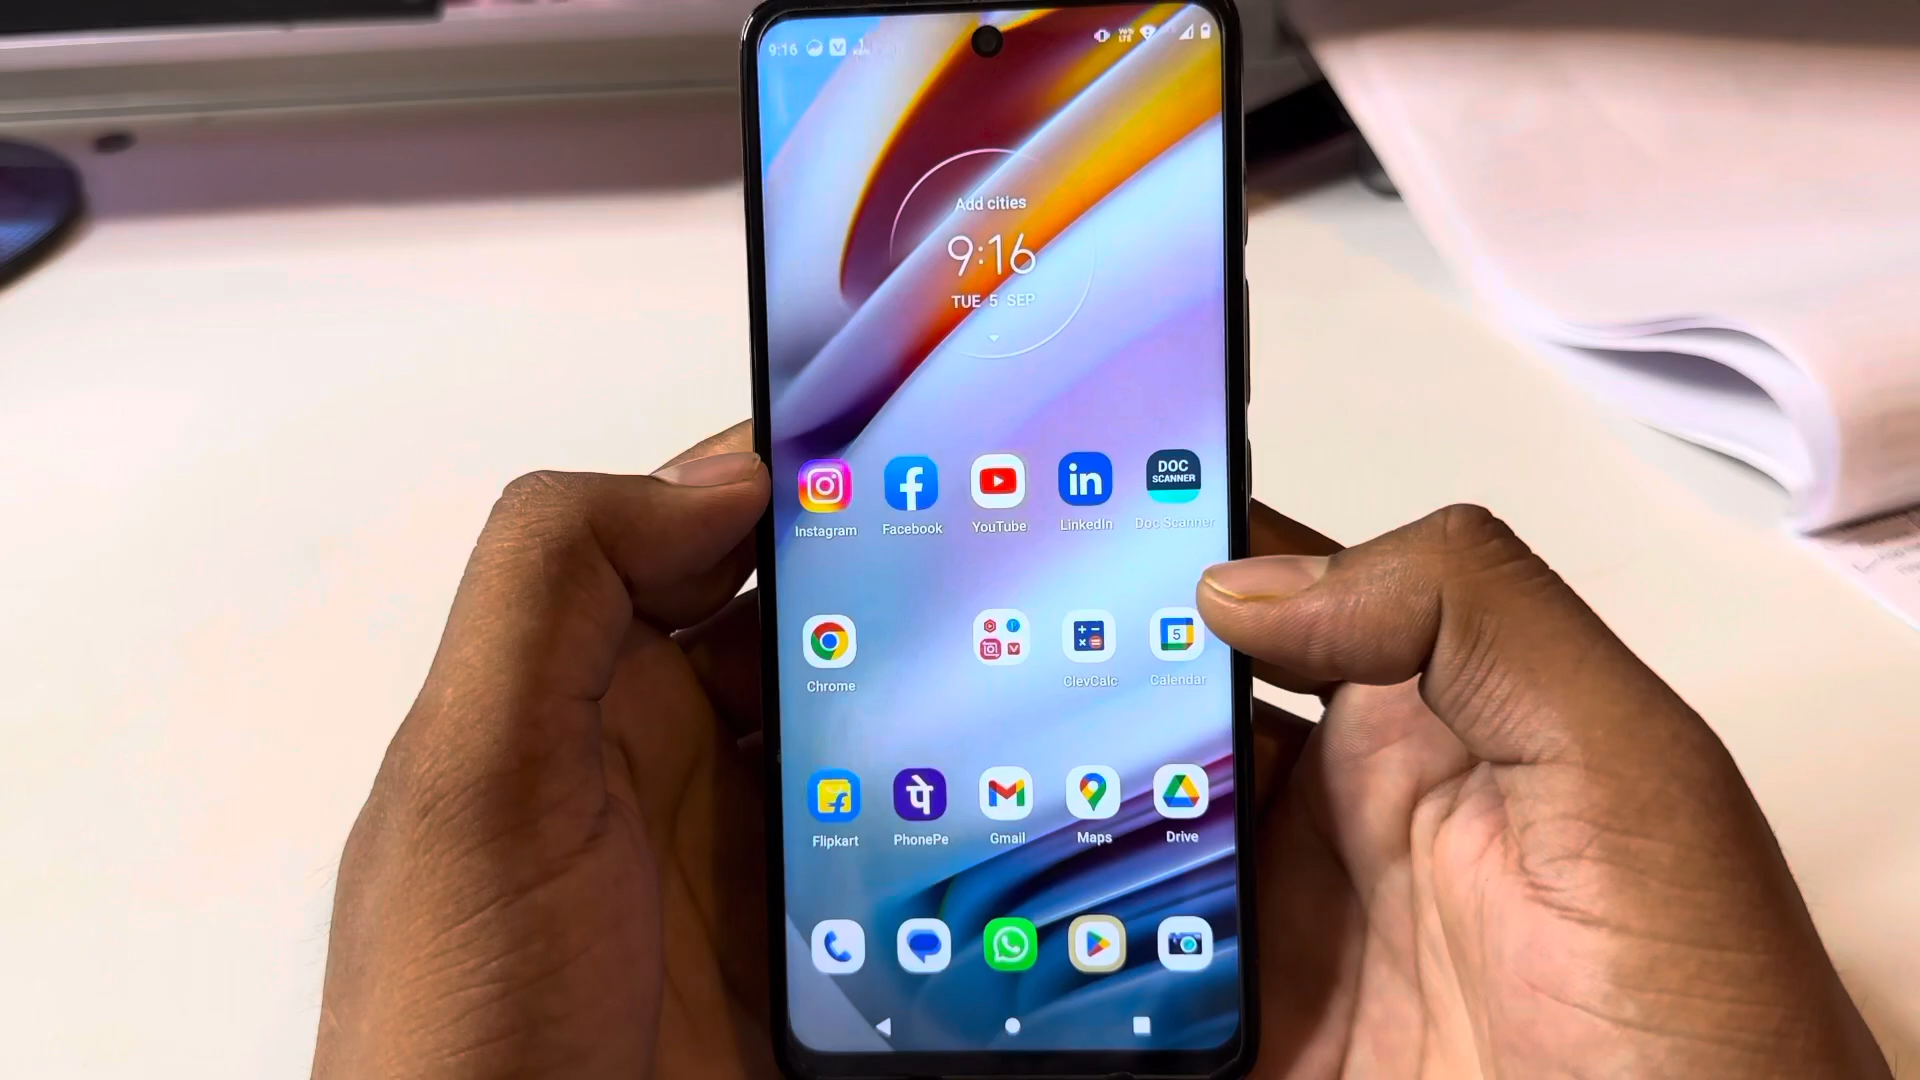 9:16
Add cities
9:16
TUE 5 SEP
DOC
SCANNER
Instagram Facebook YouTube LinkedIn Doc Scanner
5
Chrome ClevCalc Calendar
पे
Flipkart PhonePe Gmail Maps Drive